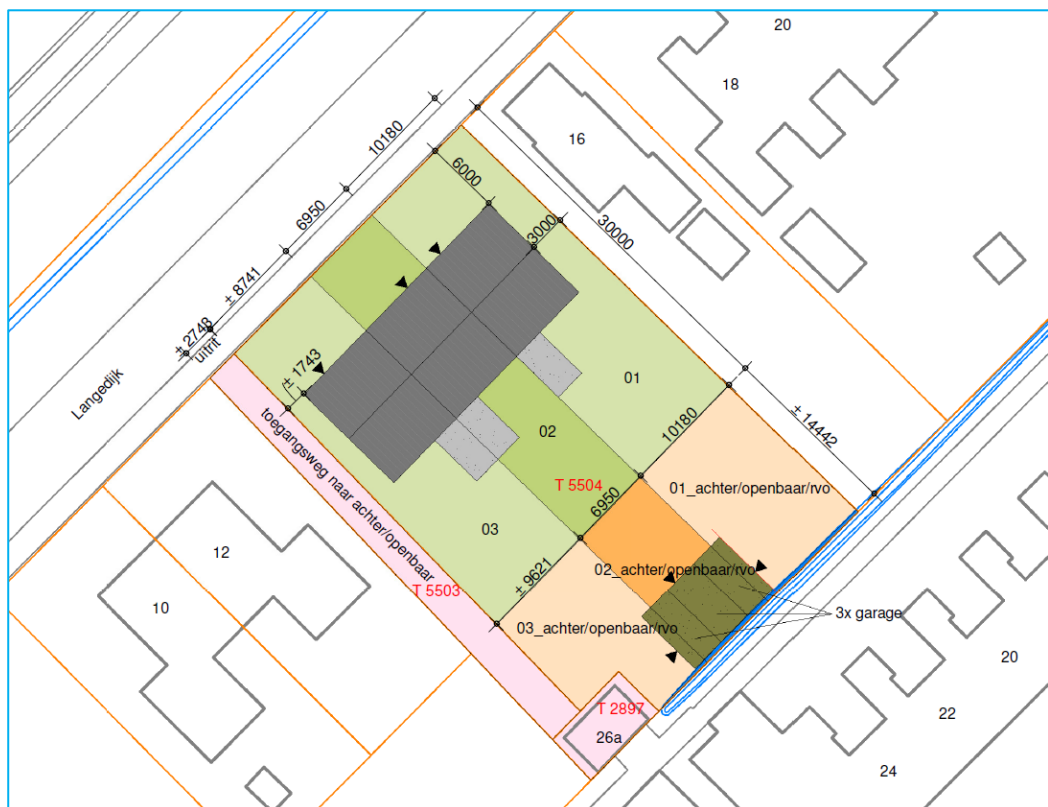 20
18
16
10180
6000
6950
3000
30000
± 8741
± 2748
uitrit
± 1743
Langedijk
toegangsweg naar achter/openbaar
01
02
03
10180
± 14442
T 5504
6950
01_achter/openbaar/rvo
± 9621
02_achter/openbaar/rvo
03_achter/openbaar/rvo
3x garage
T 5503
12
10
T 2897
26a
20
22
24